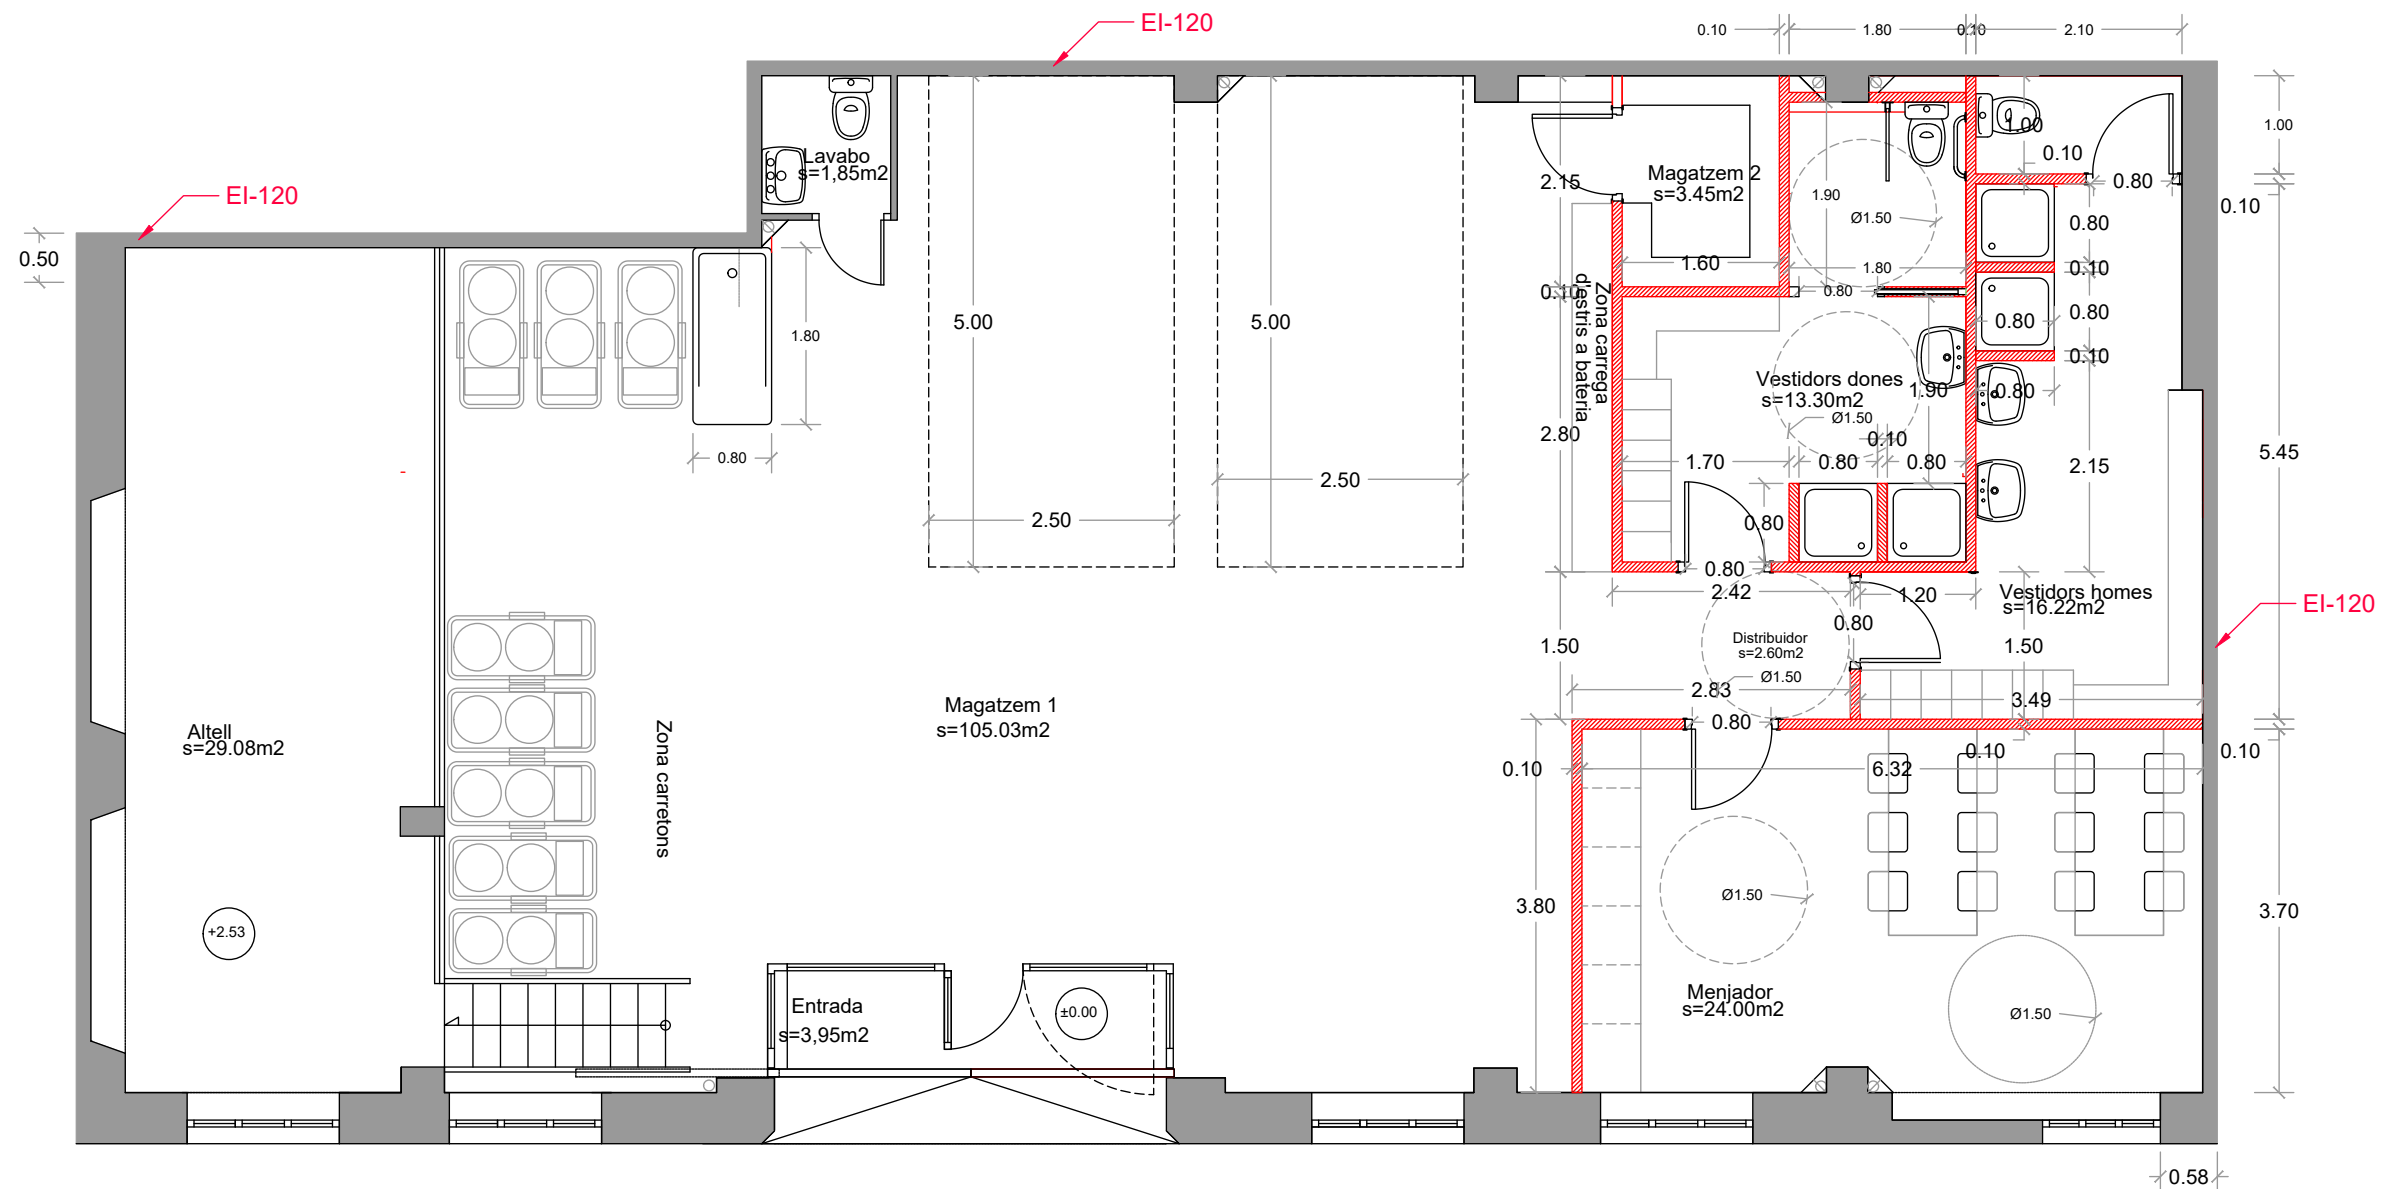 EI-120
0.10
1.80
0.10
2.10
EI-120
0.50
Lavabo
s=1,85m2
5.00
5.00
2.50
2.50
1.80
0.80
2.15
0.10
2.80
1.50
Zona carrega
d'estris a bateria
Magatzem 2
s=3.45m2
1.60
1.90
Ø1.50
1.80
0.80
1.00
0.10
0.80
1.00
0.10
0.80
0.10
0.80
0.80
0.10
0.80
Vestidors dones
s=13.30m2
1.90
Ø1.50
0.10
1.70
0.80
0.80
0.80
2.15
5.45
0.80
2.42
1.20
Vestidors homes
s=16.22m2
EI-120
0.80
Distribuidor
s=2.60m2
Ø1.50
1.50
2.83
3.49
0.80
0.10
0.10
0.10
6.32
Altell
s=29.08m2
Zona carretons
Magatzem 1
s=105.03m2
3.80
Ø1.50
3.70
+2.53
Entrada
s=3,95m2
±0.00
Menjador
s=24.00m2
Ø1.50
0.58